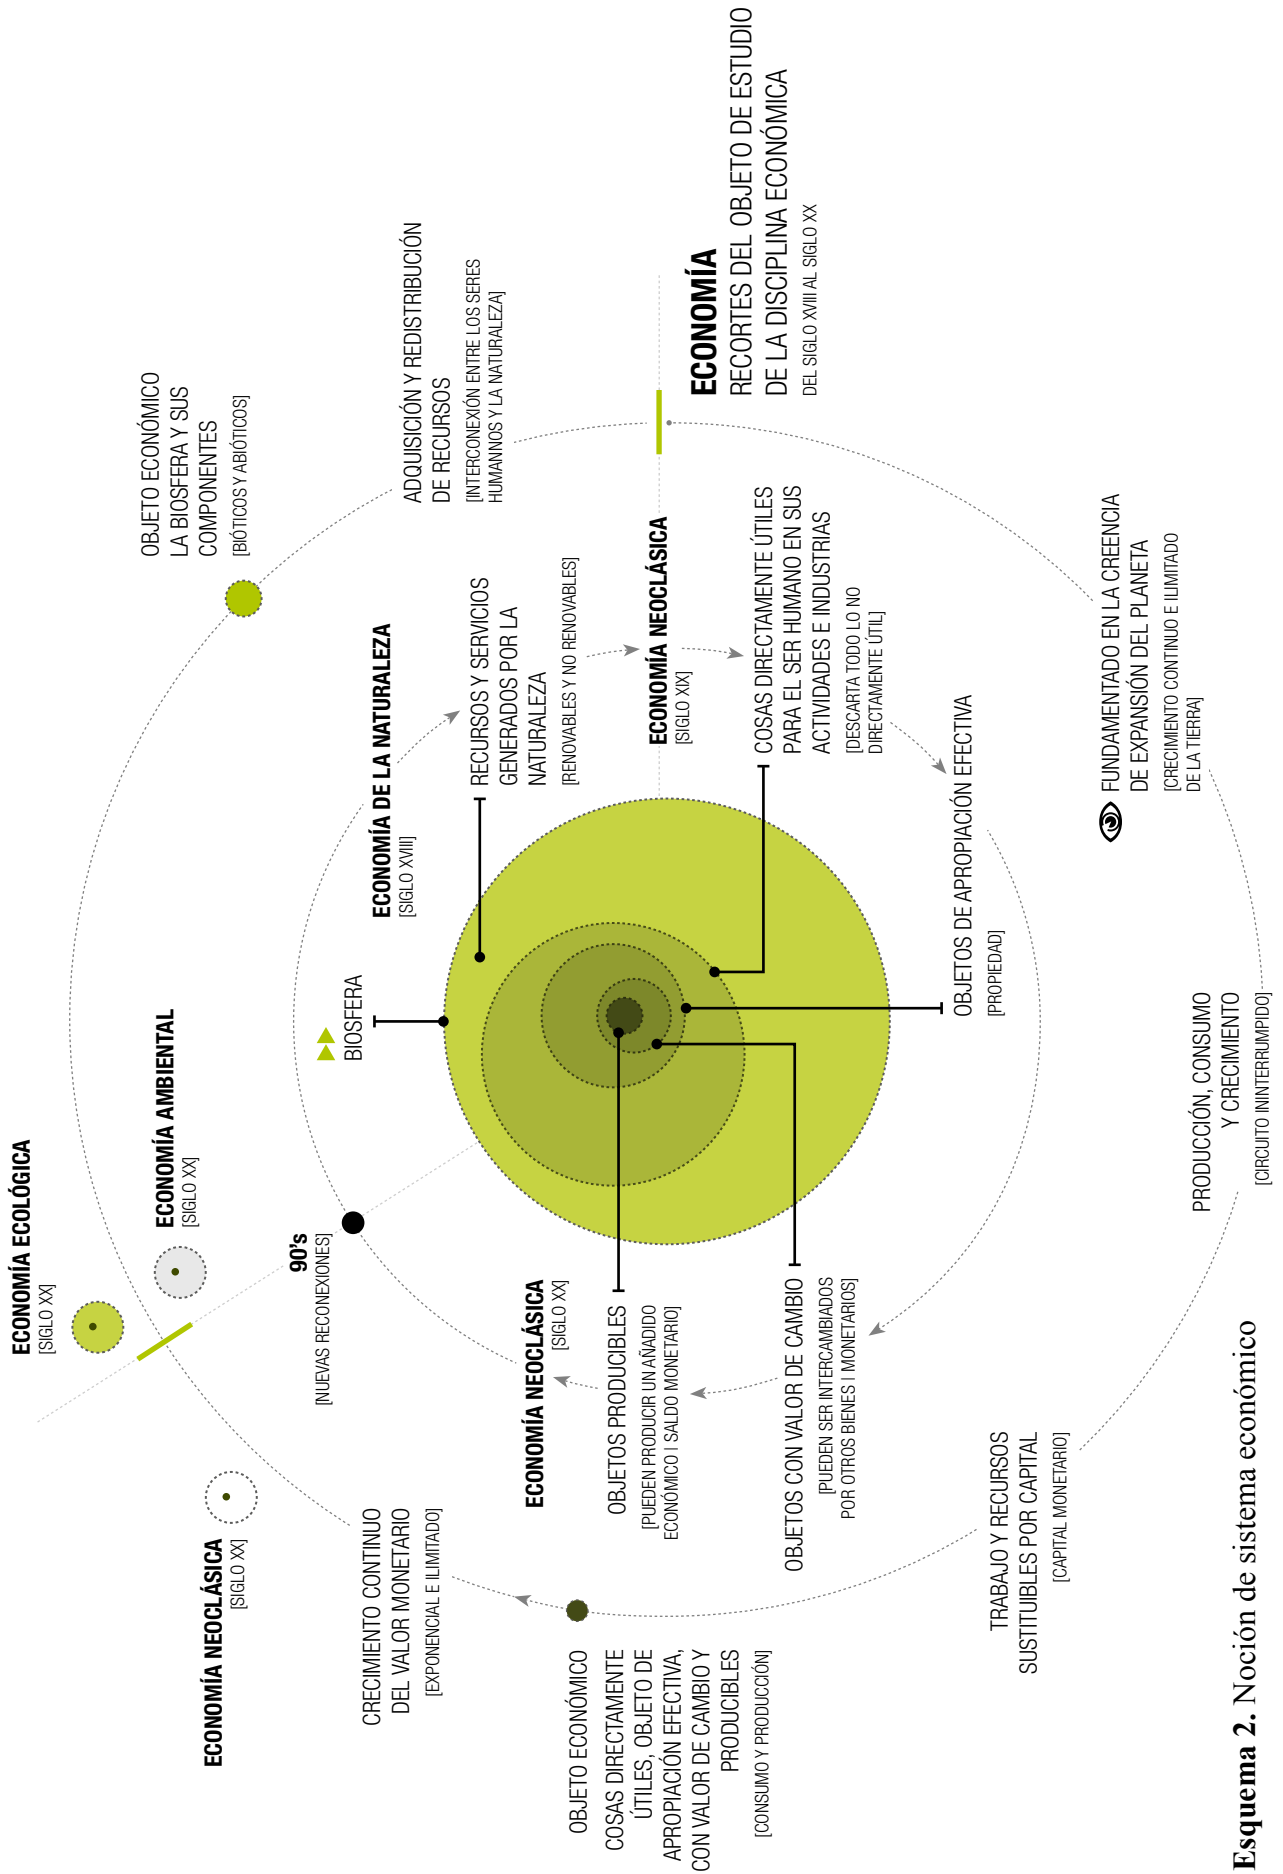 ECONOMÍA ECOLÓGICA
[SIGLO XX]
ECONOMÍA AMBIENTAL
[SIGLO XX]
ECONOMÍA NEOCLÁSICA
[SIGLO XX]
90's
[NUEVAS RECONEXIONES]
OBJETO ECONÓMICO
LA BIOSFERA Y SUS
COMPONENTES
[BIÓTICOS Y ABIÓTICOS]
ADQUISICIÓN Y REDISTRIBUCIÓN
DE RECURSOS
[INTERCONEXIÓN ENTRE LOS SERES
HUMANNOS Y LA NATURALEZA]
ECONOMÍA
RECORTES DEL OBJETO DE ESTUDIO
DE LA DISCIPLINA ECONÓMICA
DEL SIGLO XVIII AL SIGLO XX
BIOSFERA
ECONOMÍA DE LA NATURALEZA
[SIGLO XVIII]
RECURSOS Y SERVICIOS
GENERADOS POR LA
NATURALEZA
[RENOVABLES Y NO RENOVABLES]
ECONOMÍA NEOCLÁSICA
[SIGLO XIX]
COSAS DIRECTAMENTE ÚTILES
PARA EL SER HUMANO EN SUS
ACTIVIDADES E INDUSTRIAS
[DESCARTA TODO LO NO
DIRECTAMENTE ÚTIL]
OBJETOS DE APROPIACIÓN EFECTIVA
[PROPIEDAD]
OBJETOS CON VALOR DE CAMBIO
[PUEDEN SER INTERCAMBIADOS
POR OTROS BIENES | MONETARIOS]
OBJETOS PRODUCIBLES
[PUEDEN PRODUCIR UN AÑADIDO
ECONÓMICO | SALDO MONETARIO]
ECONOMÍA NEOCLÁSICA
[SIGLO XX]
FUNDAMENTADO EN LA CREENCIA
DE EXPANSIÓN DEL PLANETA
[CRECIMIENTO CONTINUO E ILIMITADO
DE LA TIERRA]
PRODUCCIÓN, CONSUMO
Y CRECIMIENTO
[CIRCUITO ININTERRUMPIDO]
TRABAJO Y RECURSOS
SUSTITUIBLES POR CAPITAL
[CAPITAL MONETARIO]
OBJETO ECONÓMICO
COSAS DIRECTAMENTE
ÚTILES, OBJETO DE
APROPIACIÓN EFECTIVA,
CON VALOR DE CAMBIO Y
PRODUCIBLES
[CONSUMO Y PRODUCCIÓN]
CRECIMIENTO CONTINUO
DEL VALOR MONETARIO
[EXPONENCIAL E ILIMITADO]
Esquema 2. Noción de sistema económico